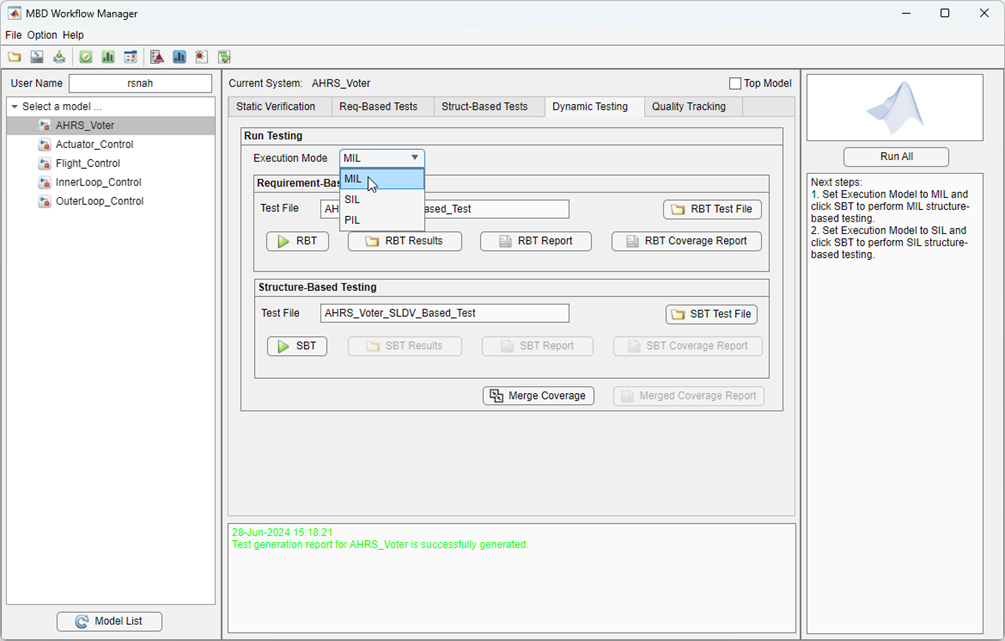 MBD Workflow Manager
File Option Help
User Name rsnah
Select a model ...
AHRS_Voter
Actuator_Control
Flight_Control
InnerLoop_Control
OuterLoop_Control
Model List
Current System: AHRS_Voter
Top Model
Static Verification Req-Based Tests Struct-Based Tests Dynamic Testing Quality Tracking
Run Testing
Execution Mode MIL
MIL
SIL
PIL
Requirement-Ba
Test File AH ased_Test RBT Test File
RBT RBT Results RBT Report RBT Coverage Report
Structure-Based Testing
Test File AHRS_Voter_SLDV_Based_Test SBT Test File
SBT SBT Results SBT Report SBT Coverage Report
Merge Coverage Merged Coverage Report
28-Jun-2024 15:18:21
Test generation report for AHRS_Voter is successfully generated.
Run All
Next steps:
1. Set Execution Model to MIL and
click SBT to perform MIL structure-
based testing.
2. Set Execution Model to SIL and
click SBT to perform SIL structure-
based testing.